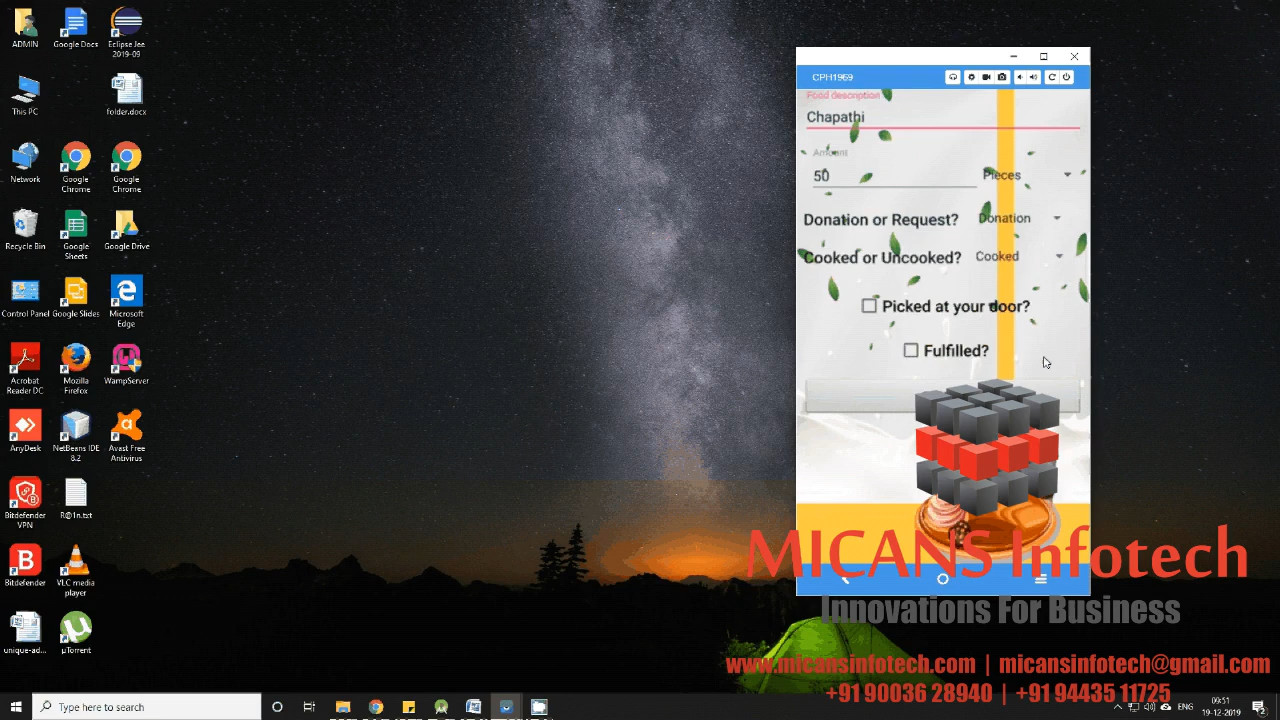 ADMIN
Google Docs
Eclipse Jee
2019-09
This PC
folder.docx
Network
Google
Chrome
Google
Chrome
Recycle Bin
Google
Sheets
Google Drive
Control Panel
Google Slides
Microsoft
Edge
Acrobat
Reader DC
Mozilla
Firefox
WampServer
AnyDesk
NetBeans IDE
8.2
Avast Free
Antivirus
Bitdefender
VPN
R@1n.txt
Bitdefender
VLC media
player
unique-ad...
µTorrent
CPH1969
Food description
Chapathi
Amount
50
Pieces
Donation or Request?
Donation
Cooked or Uncooked?
Cooked
Picked at your door?
Fulfilled?
MICANS Infotech
Innovations For Business
www.micansinfotech.com | micansinfotech@gmail.com
+91 90036 28940 | +91 94435 11725
Type here to search
ENG
09:51
19-12-2019
2